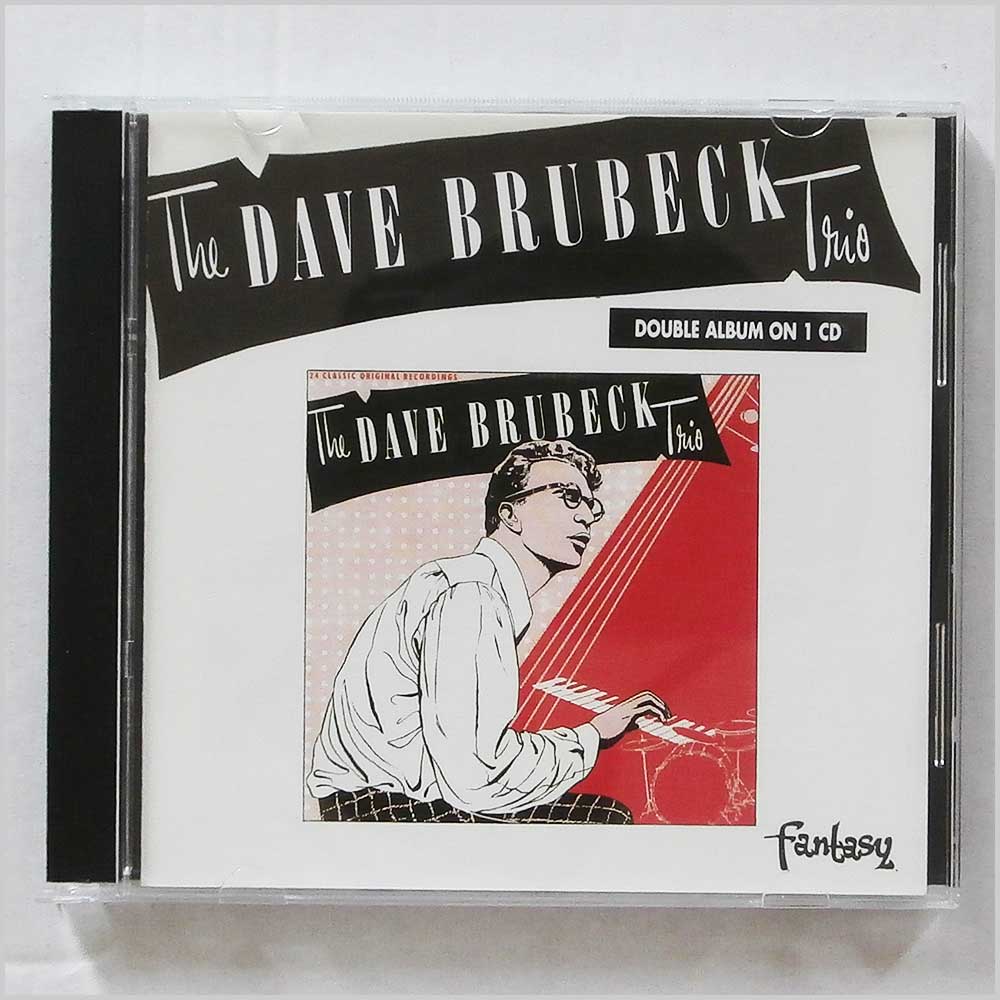 The DAVE BRUBECK Trio
DOUBLE ALBUM ON 1 CD
24 CLASSIC ORIGINAL RECORDINGS
The DAVE BRUBECK Trio
fantasy